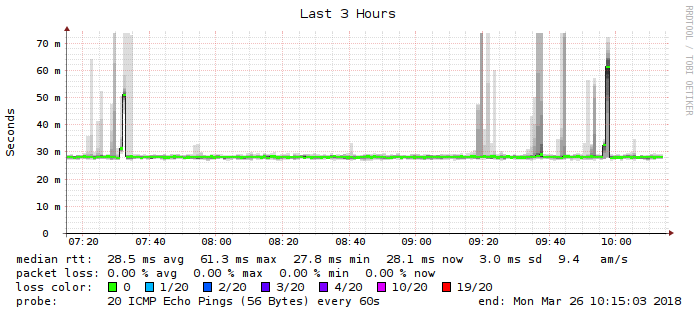 Last 3 Hours
RRDTOOL / TOBI OETIKER
Seconds
70 m
60 m
50 m
40 m
30 m
20 m
10 m
0
07:20 07:40 08:00 08:20 08:40 09:00 09:20 09:40 10:00
median rtt: 28.5 ms avg 61.3 ms max 27.8 ms min 28.1 ms now 3.0 ms sd 9.4 am/s
packet loss: 0.00 % avg 0.00 % max 0.00 % min 0.00 % now
loss color: 0 1/20 2/20 3/20 4/20 10/20 19/20
probe: 20 ICMP Echo Pings (56 Bytes) every 60s end: Mon Mar 26 10:15:03 2018